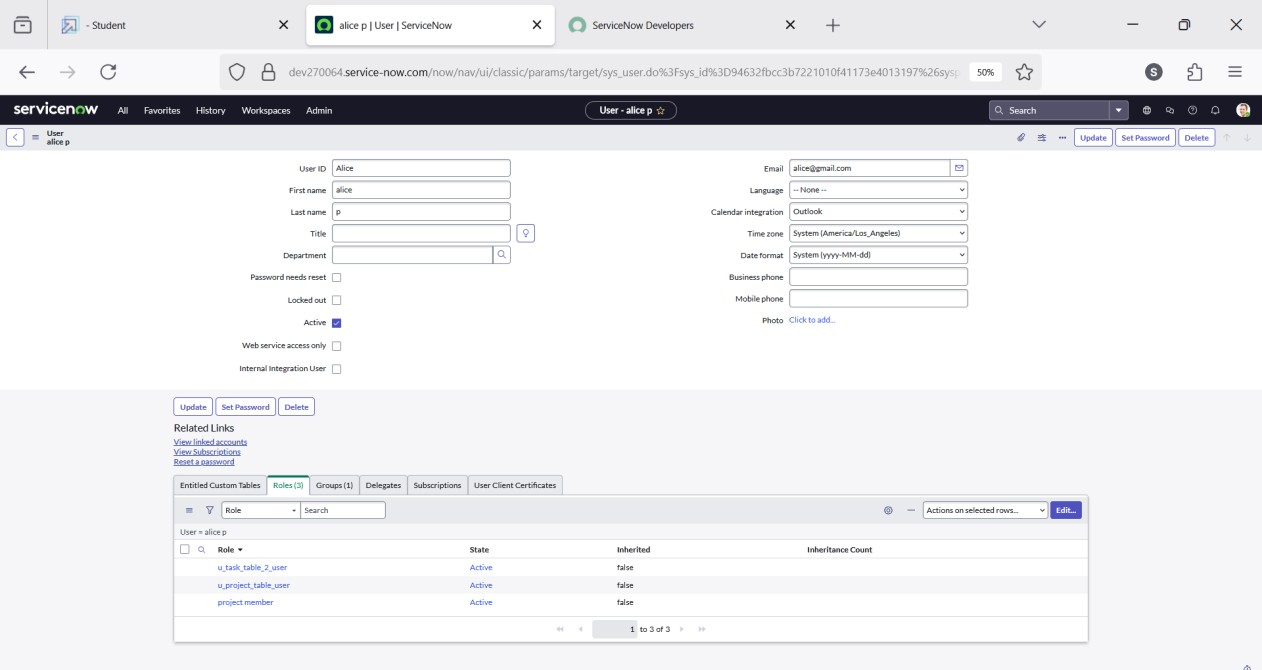 - Student
alice p | User | ServiceNow
ServiceNow Developers
dev270064.service-now.com/now/nav/ui/classic/params/target/sys_user.do%3Fsys_id%3D94632fbcc3b7221010f41173e4013197%26sysp
50%
S
servicenow All Favorites History Workspaces Admin
User - alice p
Search
User
alice p
Update Set Password Delete
User ID Alice
First name alice
Last name p
Title
Department
Password needs reset
Locked out
Active
Web service access only
Internal Integration User
Email alice@gmail.com
Language -- None --
Calendar integration Outlook
Time zone System (America/Los_Angeles)
Date format System (yyyy-MM-dd)
Business phone
Mobile phone
Photo Click to add...
Update Set Password Delete
Related Links
View linked accounts
View Subscriptions
Reset a password
Entitled Custom Tables Roles (3) Groups (1) Delegates Subscriptions User Client Certificates
Role Search Actions on selected rows... Edit...
User = alice p
Role State Inherited Inheritance Count
u_task_table_2_user Active false
u_project_table_user Active false
project member Active false
1 to 3 of 3